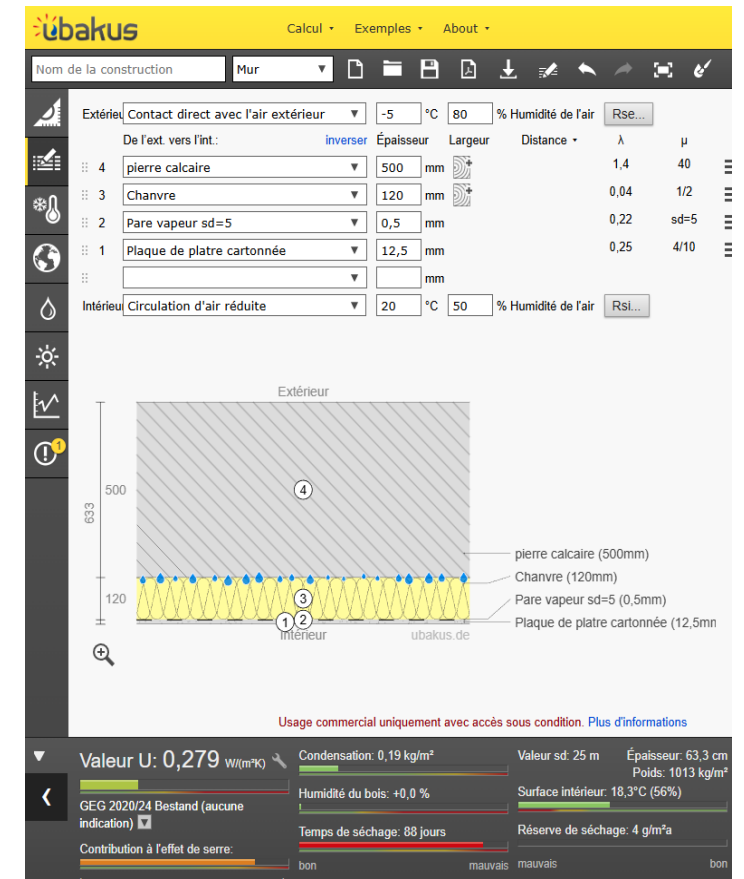 übakus
Calcul Exemples About
Nom de la construction Mur
Extérieu Contact direct avec l'air extérieur -5 °C 80 % Humidité de l'air Rse...
De l'ext. vers l'int.: inverser Épaisseur Largeur Distance λ μ
4 pierre calcaire 500 mm 1,4 40
3 Chanvre 120 mm 0,04 1/2
2 Pare vapeur sd=5 0,5 mm 0,22 sd=5
1 Plaque de platre cartonnée 12,5 mm 0,25 4/10
mm
Intérieu Circulation d'air réduite 20 °C 50 % Humidité de l'air Rsi...
1
Extérieur
500
4
633
pierre calcaire (500mm)
Chanvre (120mm)
120
3
Pare vapeur sd=5 (0,5mm)
1 2
Plaque de platre cartonnée (12,5mn
Intérieur ubakus.de
Usage commercial uniquement avec accès sous condition. Plus d'informations
Valeur U: 0,279 W/(m²K)
Condensation: 0,19 kg/m²
Valeur sd: 25 m
Épaisseur: 63,3 cm
Poids: 1013 kg/m²
GEG 2020/24 Bestand (aucune
indication)
Humidité du bois: +0,0 %
Surface intérieur: 18,3°C (56%)
Temps de séchage: 88 jours
Réserve de séchage: 4 g/m²a
Contribution à l'effet de serre:
bon mauvais mauvais bon